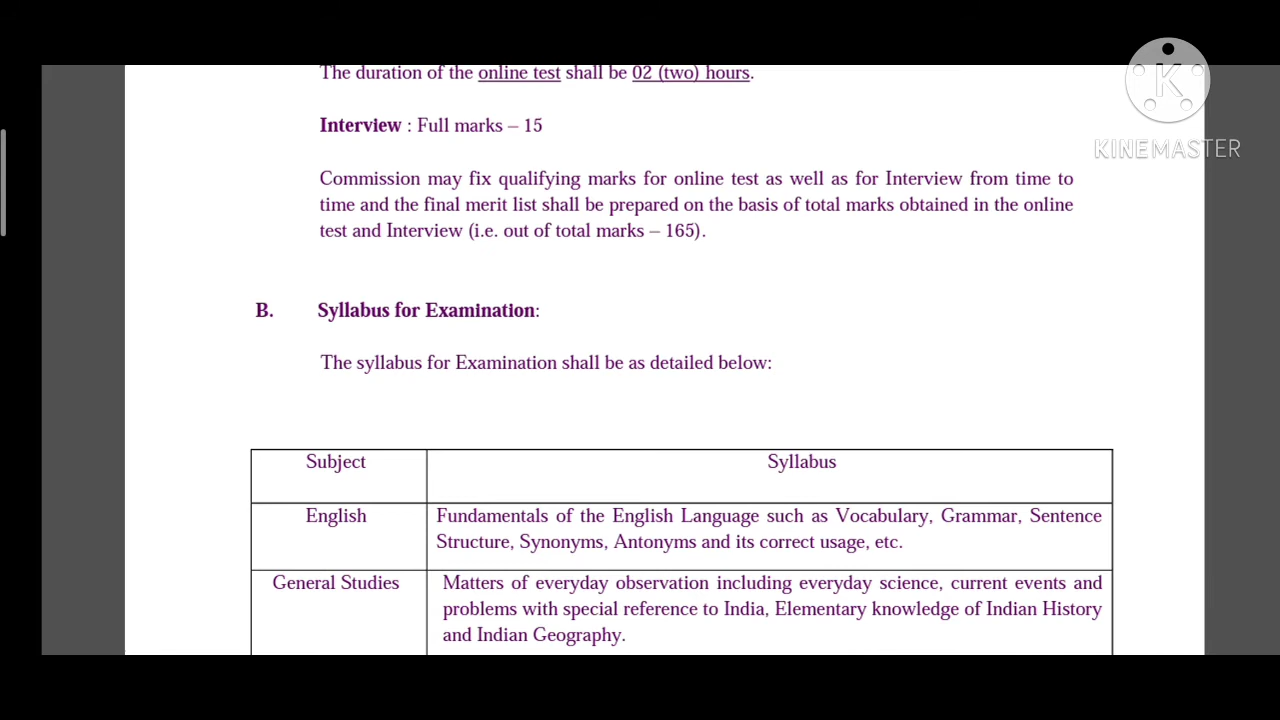 The duration of the online test shall be 02 (two) hours.
Interview : Full marks – 15
Commission may fix qualifying marks for online test as well as for Interview from time to
time and the final merit list shall be prepared on the basis of total marks obtained in the online
test and Interview (i.e. out of total marks – 165).
B. Syllabus for Examination:
The syllabus for Examination shall be as detailed below:
Subject Syllabus
English Fundamentals of the English Language such as Vocabulary, Grammar, Sentence
Structure, Synonyms, Antonyms and its correct usage, etc.
General Studies Matters of everyday observation including everyday science, current events and
problems with special reference to India, Elementary knowledge of Indian History
and Indian Geography.
K
KINEMASTER